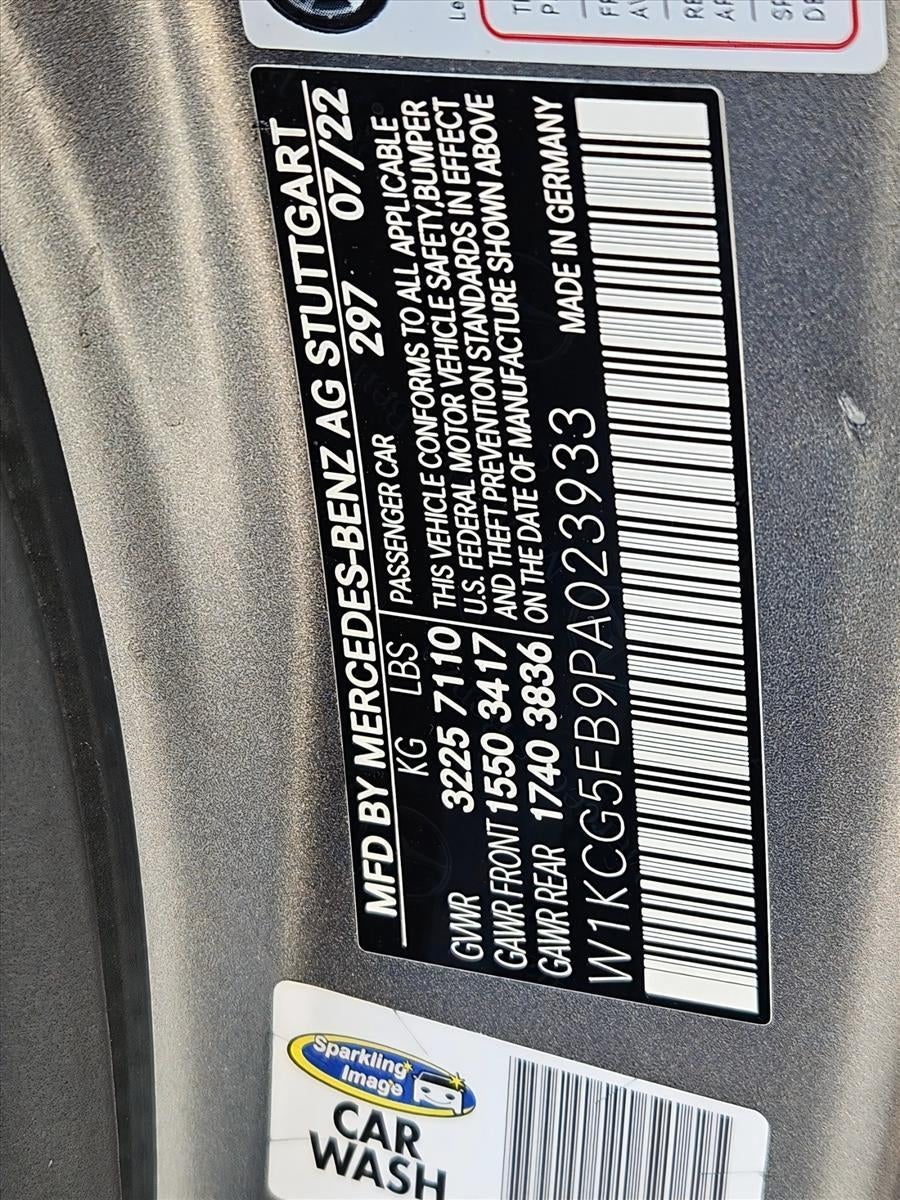 MFD BY MERCEDES-BENZ AG STUTTGART
297 07/22
KG LBS PASSENGER CAR
GVWR 3225 7110 THIS VEHICLE CONFORMS TO ALL APPLICABLE
U.S. FEDERAL MOTOR VEHICLE SAFETY,BUMPER
GAWR FRONT 1550 3417 AND THEFT PREVENTION STANDARDS IN EFFECT
GAWR REAR 1740 3836 ON THE DATE OF MANUFACTURE SHOWN ABOVE
W1KCG5FB9PA023933 MADE IN GERMANY
Sparkling
Image
CAR
WASH